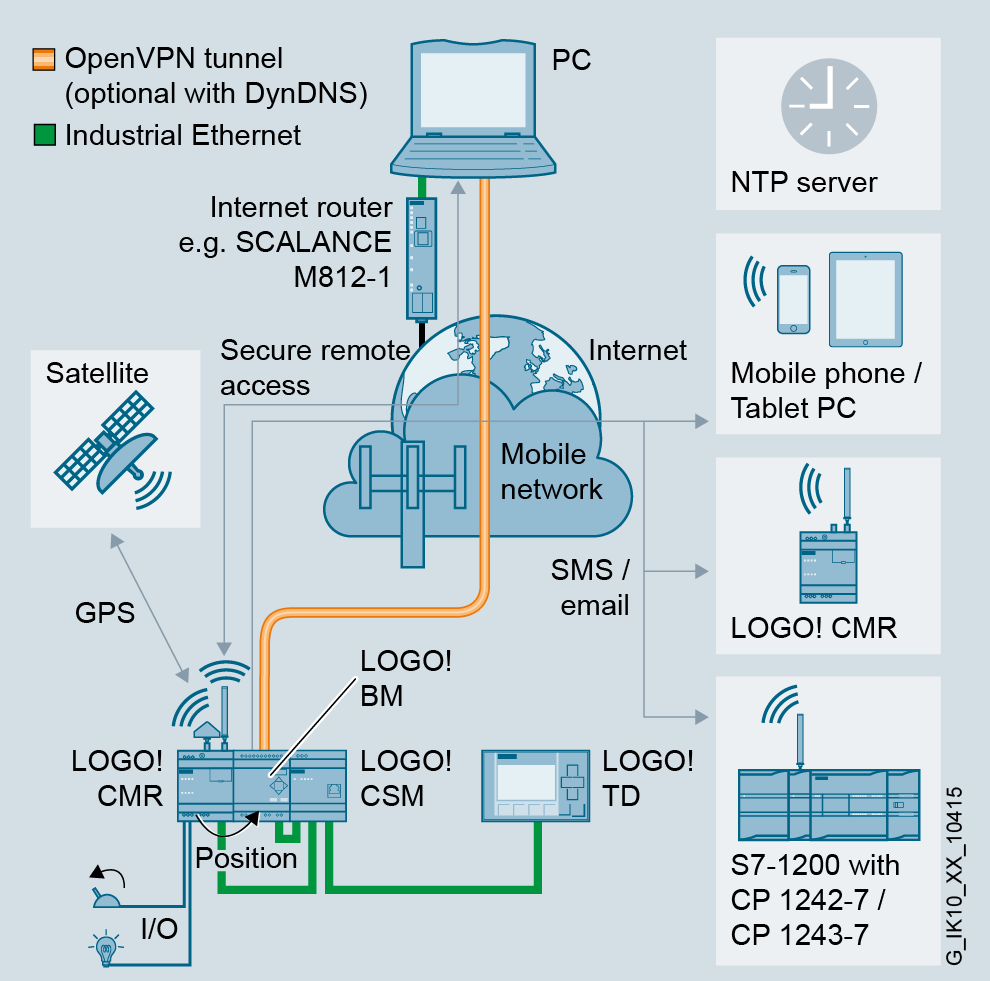 OpenVPN tunnel
(optional with DynDNS)
Industrial Ethernet
PC
NTP server
Internet router
e.g. SCALANCE
M812-1
Secure remote
access
Internet
Mobile phone /
Tablet PC
Satellite
Mobile
network
SMS /
email
LOGO! CMR
GPS
LOGO!
BM
LOGO!
CMR
LOGO!
CSM
LOGO!
TD
Position
I/O
S7-1200 with
CP 1242-7 /
CP 1243-7
G_IK10_XX_10415